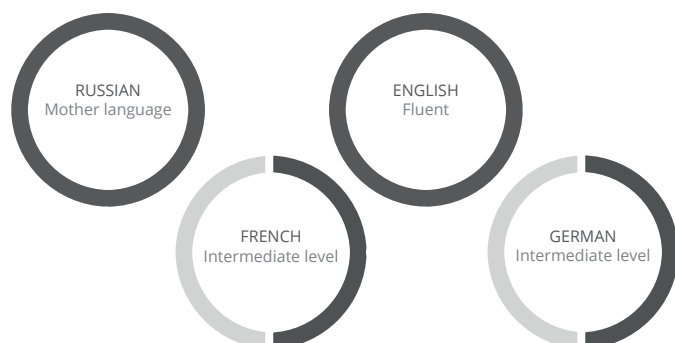 RUSSIAN
Mother language
ENGLISH
Fluent
FRENCH
Intermediate level
GERMAN
Intermediate level